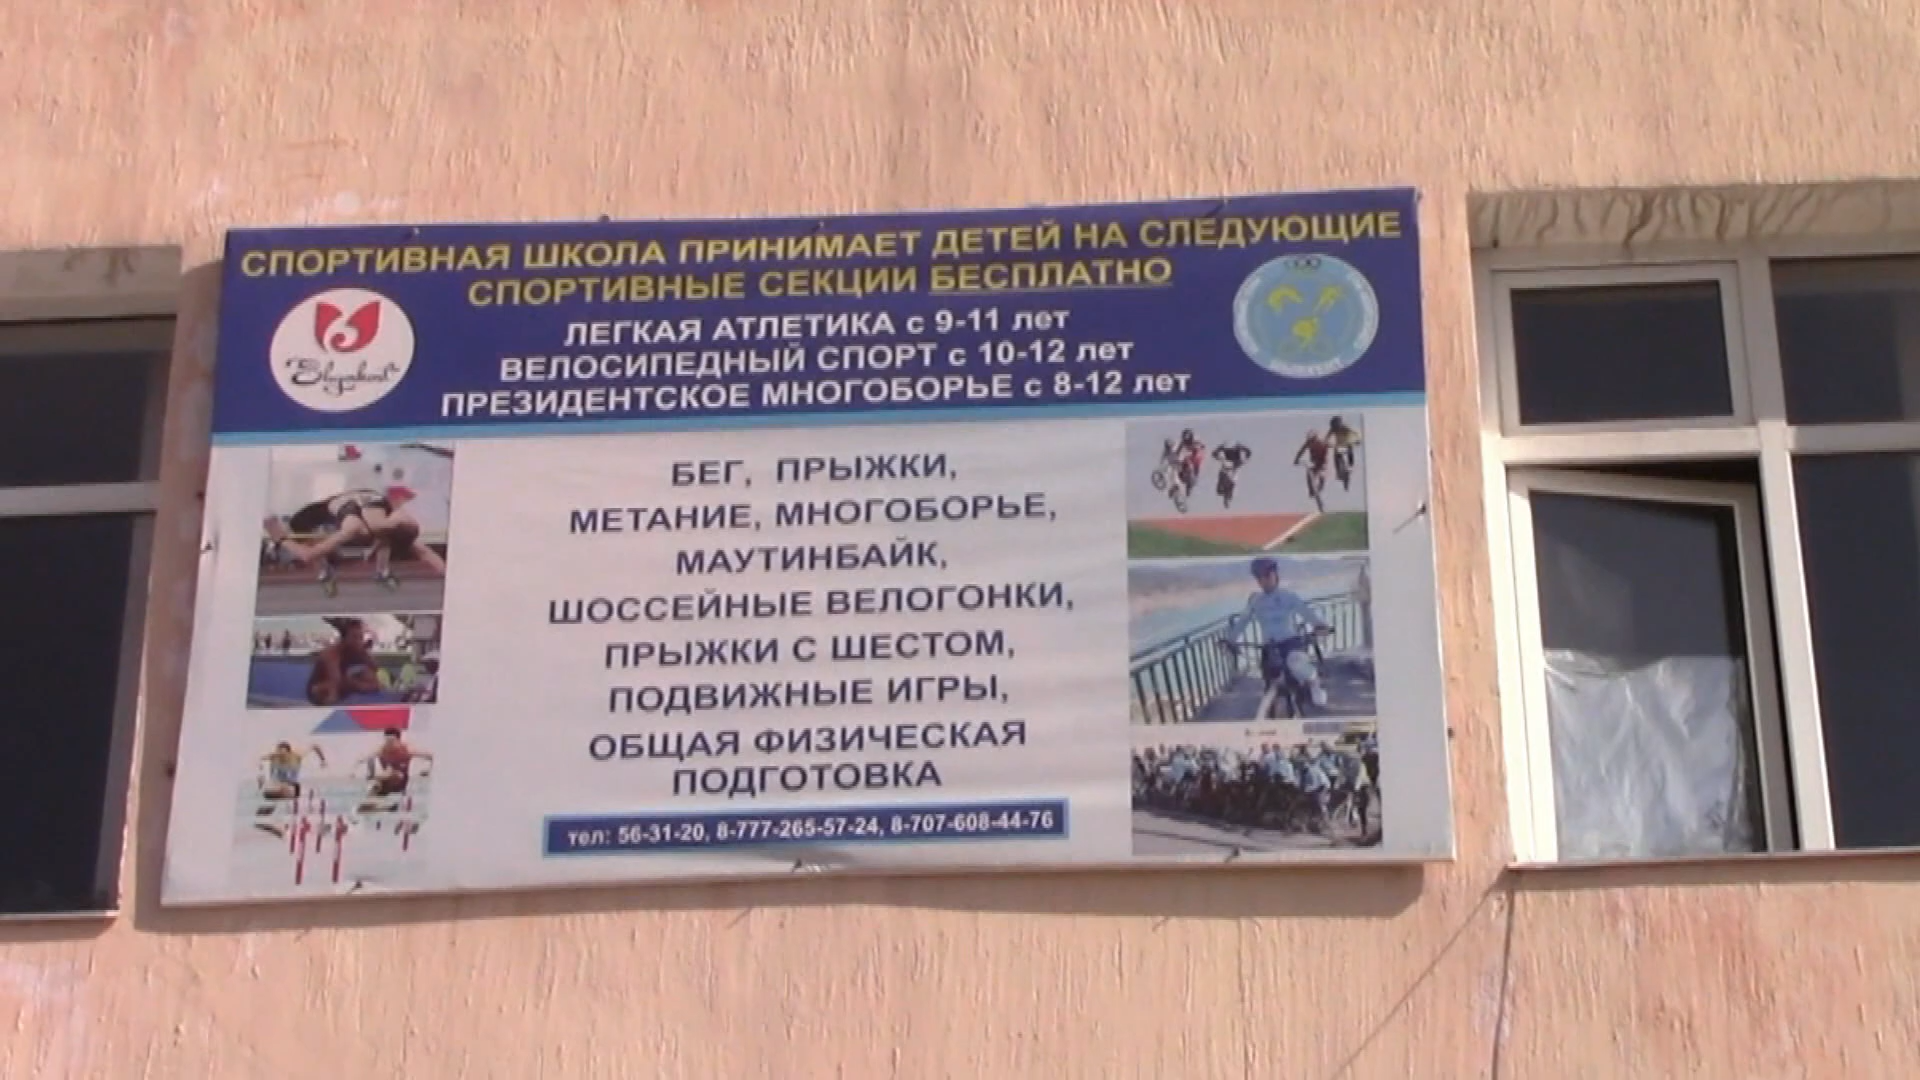 СПОРТИВНАЯ ШКОЛА ПРИНИМАЕТ ДЕТЕЙ НА СЛЕДУЮЩИЕ
СПОРТИВНЫЕ СЕКЦИИ БЕСПЛАТНО
ЛЕГКАЯ АТЛЕТИКА с 9-11 лет
ВЕЛОСИПЕДНЫЙ СПОРТ с 10-12 лет
ПРЕЗИДЕНТСКОЕ МНОГОБОРЬЕ с 8-12 лет
БЕГ, ПРЫЖКИ,
МЕТАНИЕ, МНОГОБОРЬЕ,
МАУТИНБАЙК,
ШОССЕЙНЫЕ ВЕЛОГОНКИ,
ПРЫЖКИ С ШЕСТОМ,
ПОДВИЖНЫЕ ИГРЫ,
ОБЩАЯ ФИЗИЧЕСКАЯ
ПОДГОТОВКА
тел: 56-31-20, 8-777-265-57-24, 8-707-608-44-76